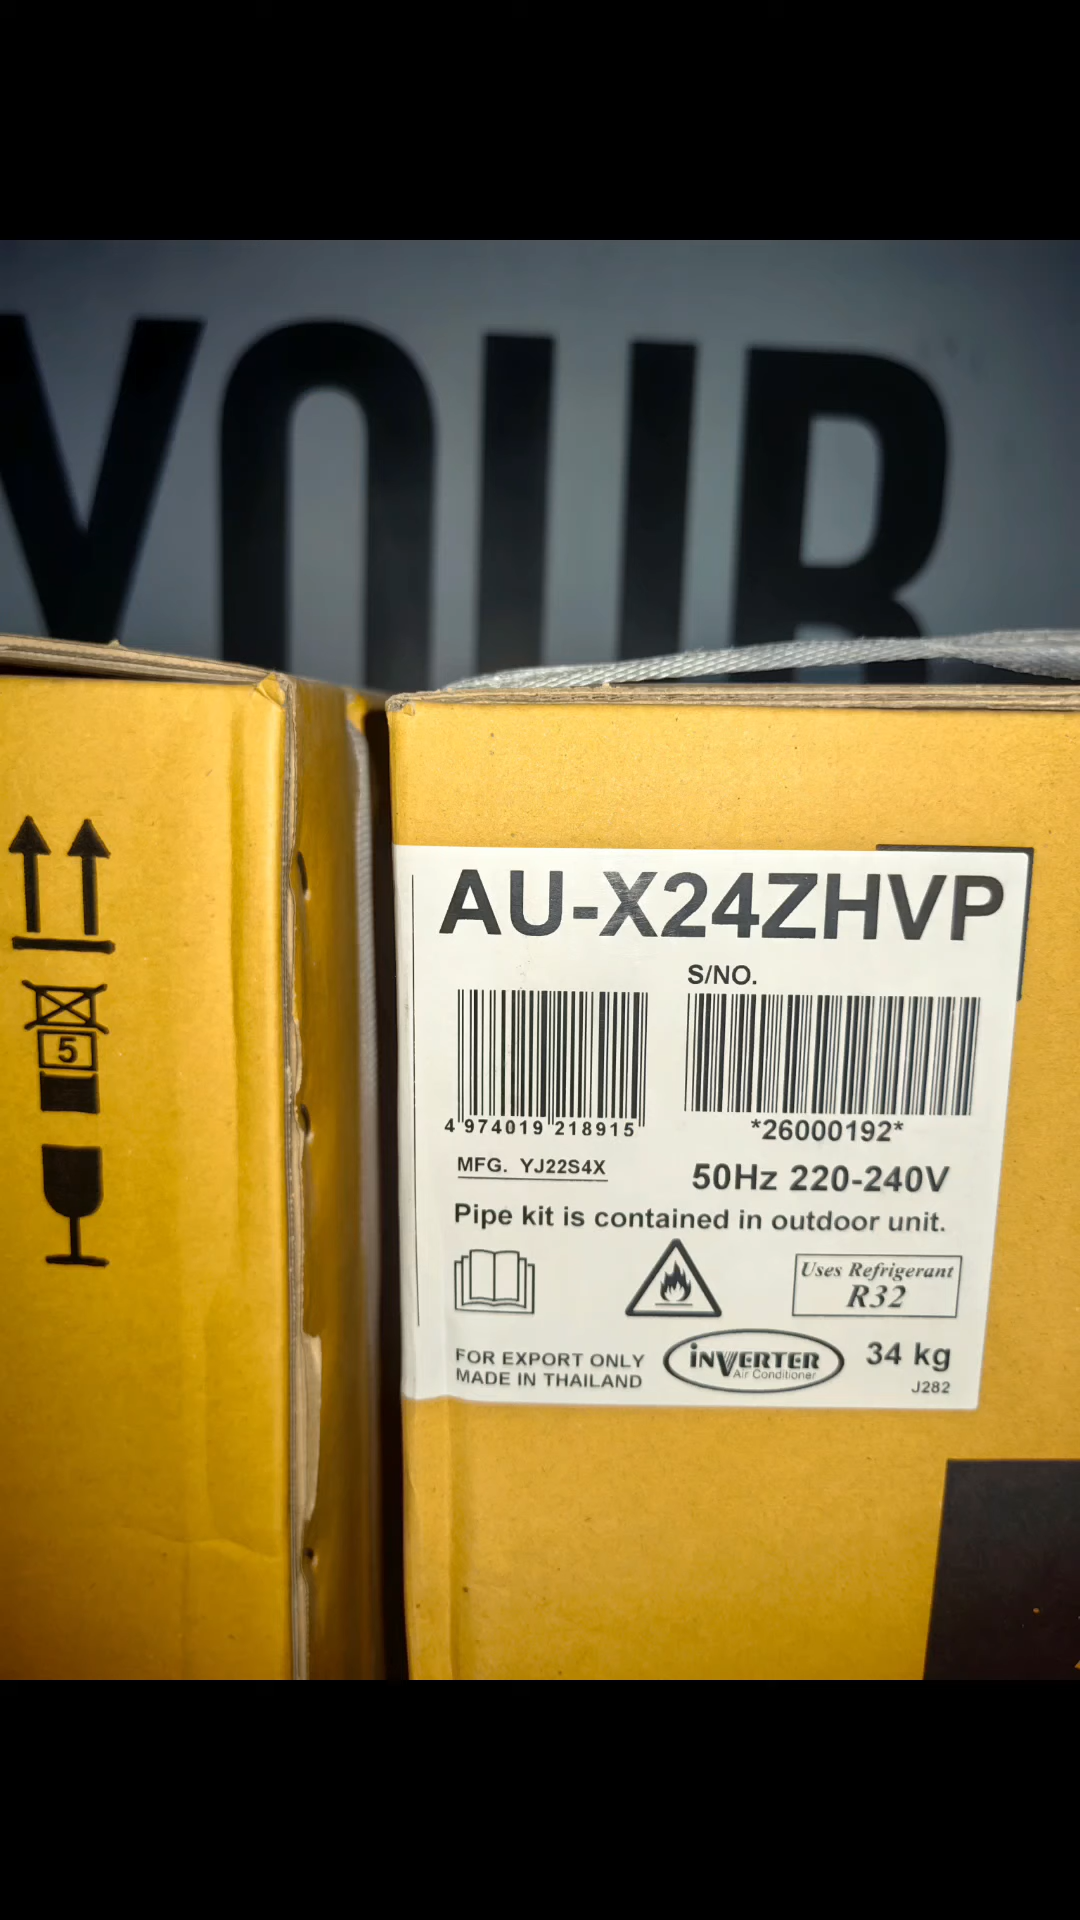 YOUR
5
AU-X24ZHVP
S/NO.
4 974019 218915
*26000192*
MFG. YJ22S4X
50Hz 220-240V
Pipe kit is contained in outdoor unit.
Uses Refrigerant
R32
FOR EXPORT ONLY
MADE IN THAILAND
iNVERTER
Air Conditioner
34 kg
J282